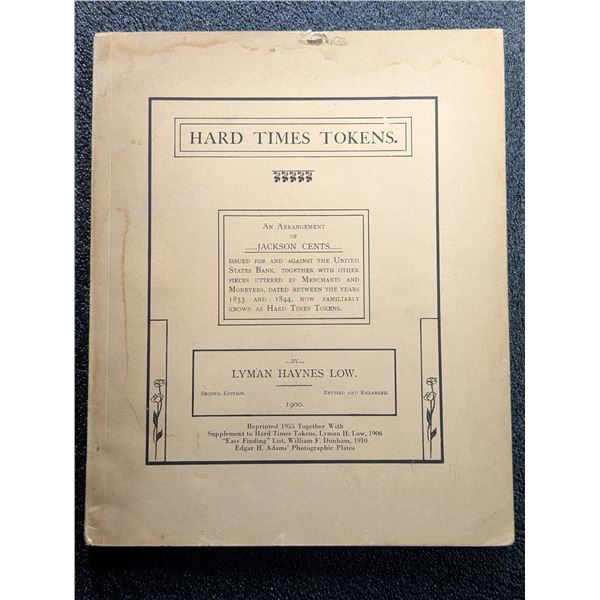 HARD TIMES TOKENS.
An Arrangement
of
......JACKSON CENTS......
issued for and against the United
States Bank, together with other
pieces uttered by Merchants and
Moneyers, dated between the years
1833 and 1844, now familiarly
known as Hard Times Tokens.
...BY...
LYMAN HAYNES LOW.
Second Edition. Revised and Enlarged.
1900.
Reprinted 1955 Together With
Supplement to Hard Times Tokens, Lyman H. Low, 1906
"Easy Finding" List, William F. Dunham, 1910
Edgar H. Adams' Photographic Plates